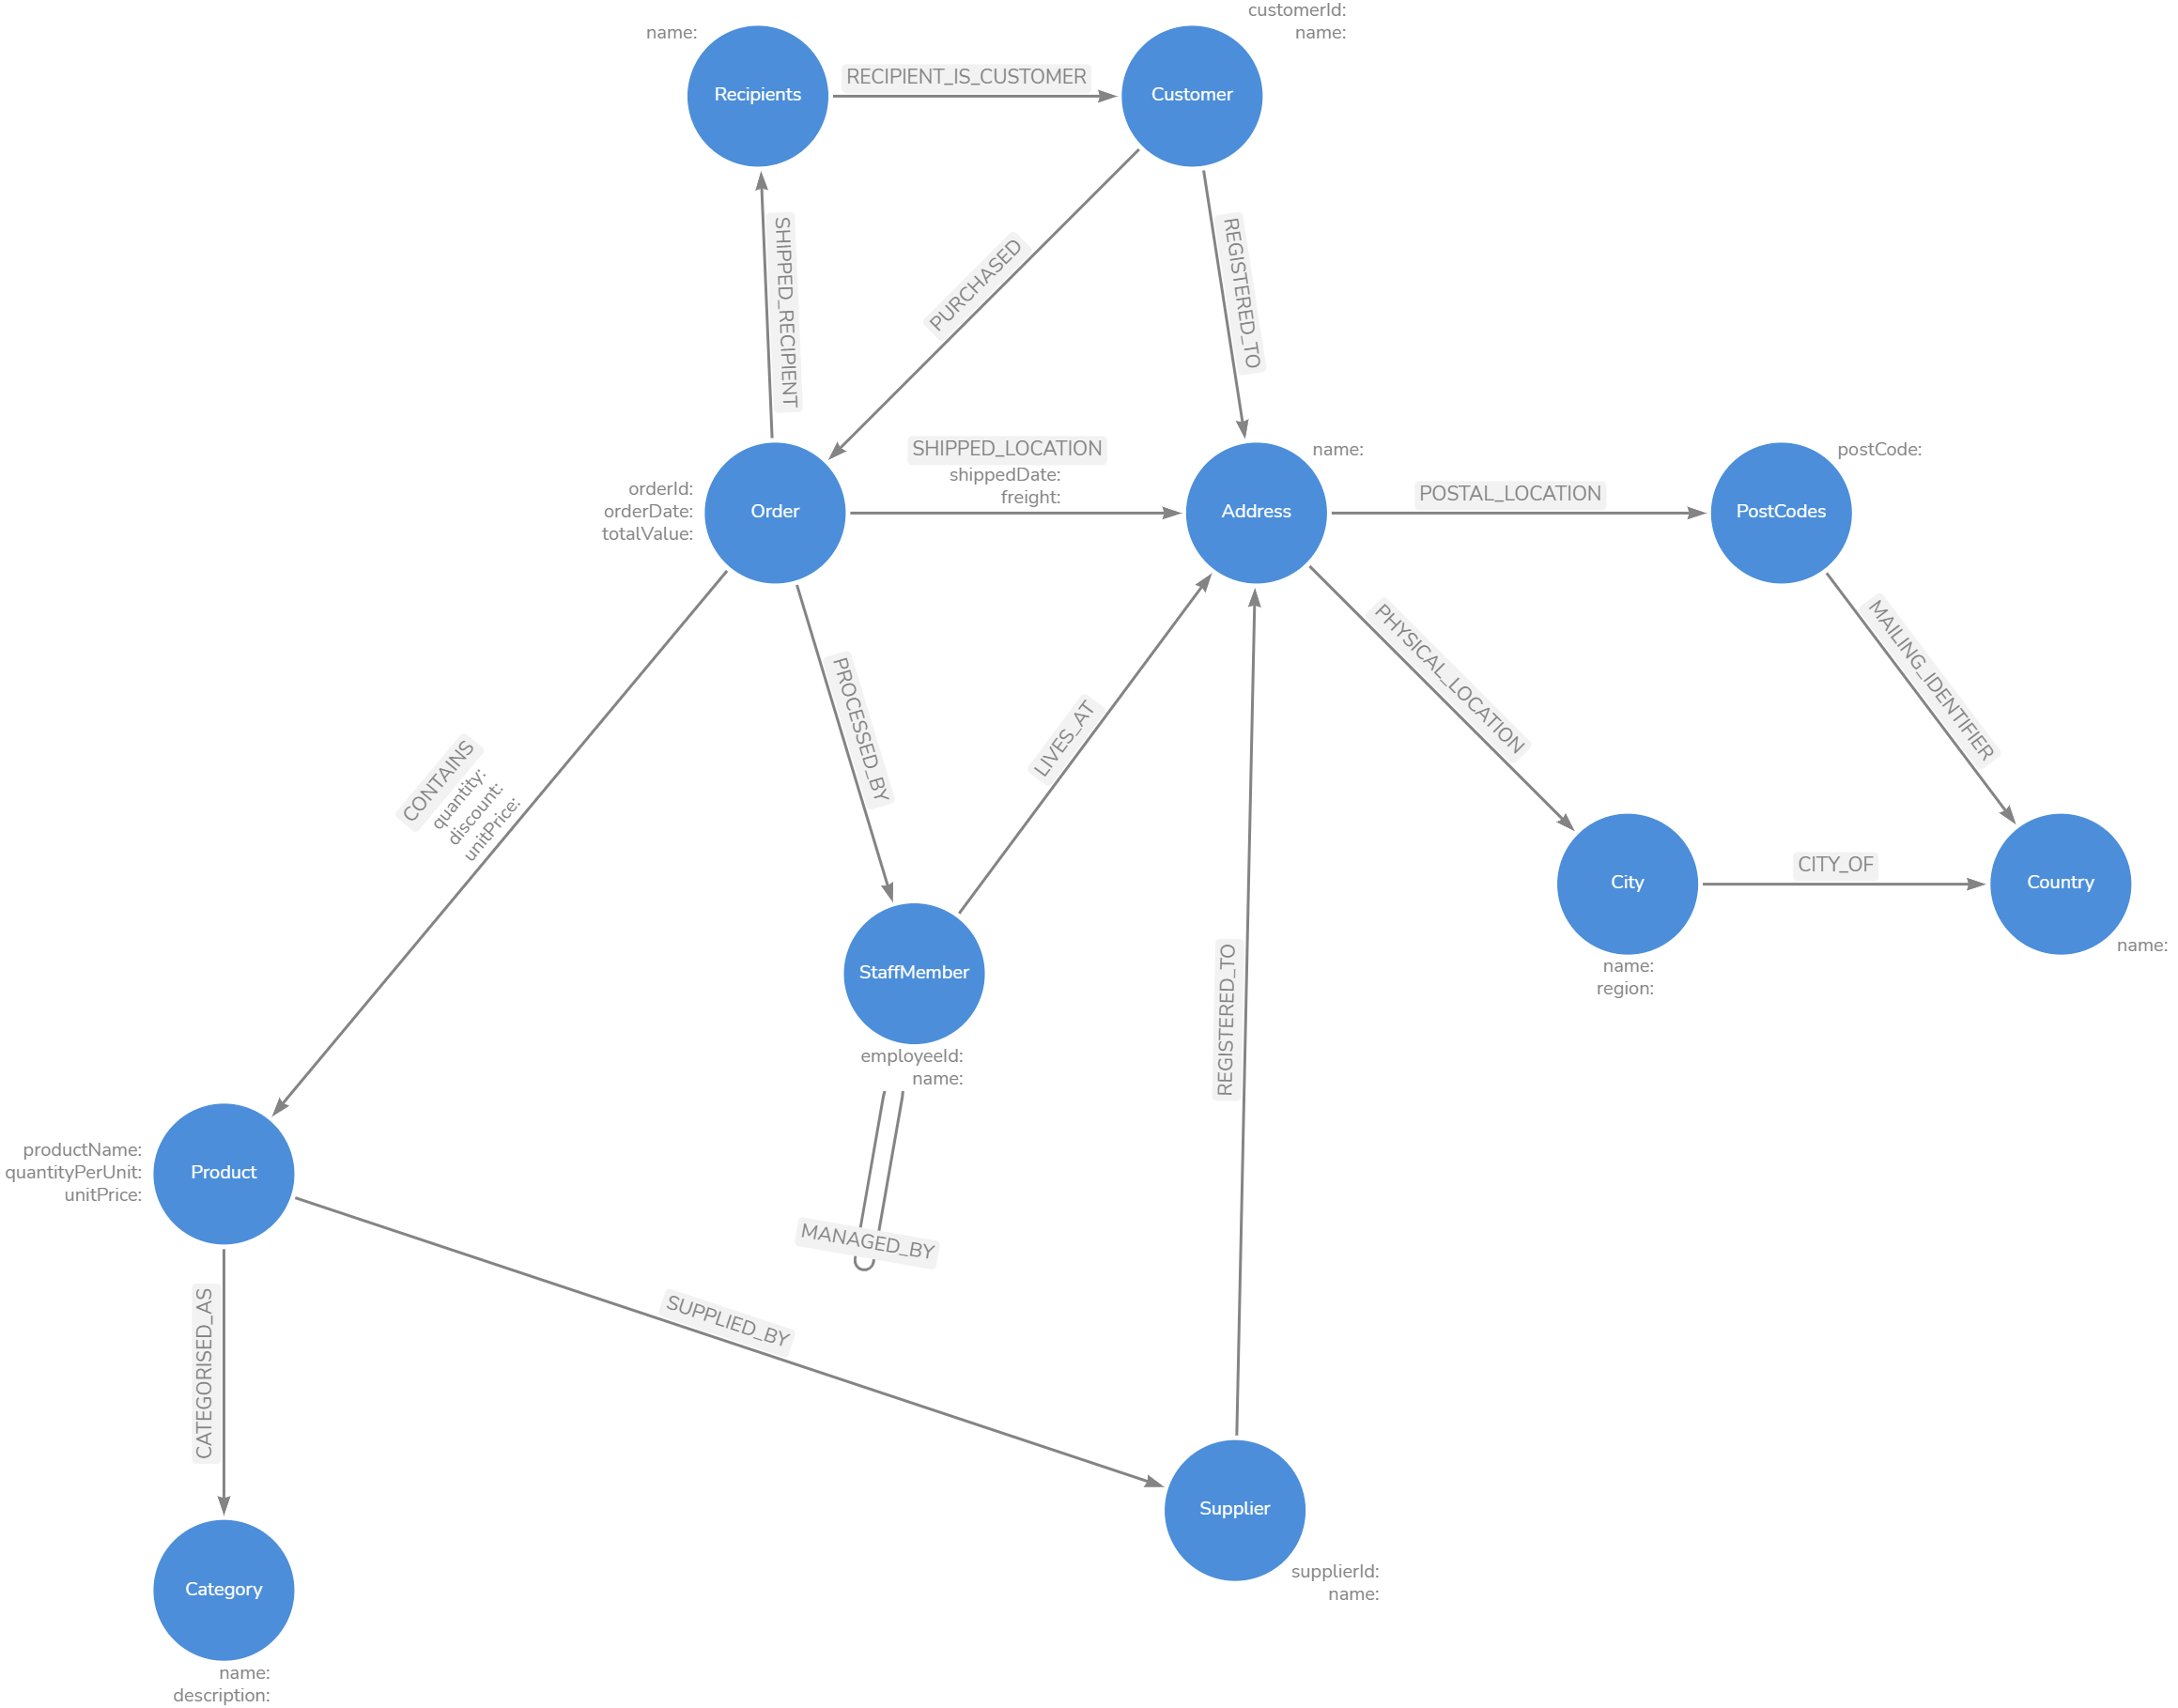 customerId:
name:
name:
RECIPIENT_IS_CUSTOMER
Recipients
Customer
SHIPPED_RECIPIENT
PURCHASED
REGISTERED_TO
SHIPPED_LOCATION
shippedDate:
freight:
name:
postCode:
POSTAL_LOCATION
orderId:
orderDate:
totalValue:
Order
Address
PostCodes
PHYSICAL_LOCATION
MAILING_IDENTIFIER
PROCESSED_BY
LIVES_AT
CONTAINS
quantity:
discount:
unitPrice:
CITY_OF
City
Country
name:
name:
region:
StaffMember
employeeId:
name:
REGISTERED_TO
productName:
quantityPerUnit:
unitPrice:
Product
MANAGED_BY
SUPPLIED_BY
CATEGORISED_AS
Supplier
supplierId:
name:
Category
name:
description: